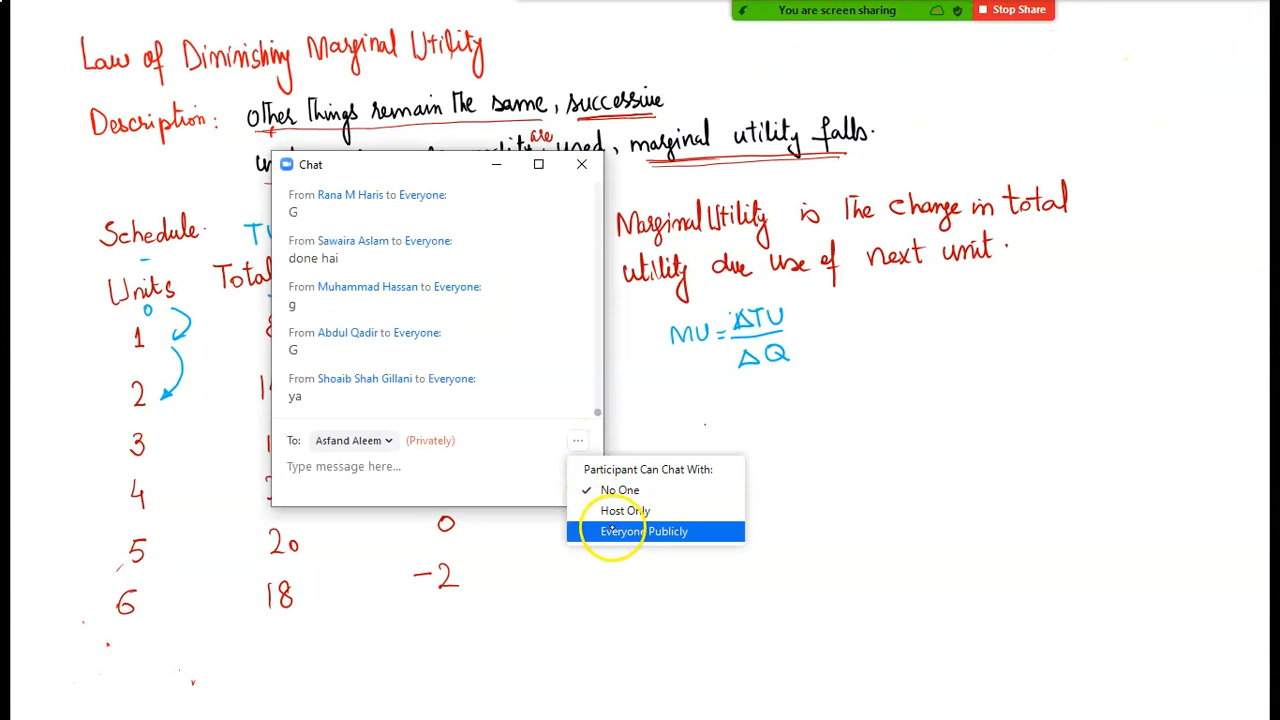 You are screen sharing
Stop Share
Law of Diminishing Marginal Utility
Description: other things remain the same, successive
are
used, marginal utility falls.
Chat
From Rana M Haris to Everyone:
G
From Sawaira Aslam to Everyone:
done hai
From Muhammad Hassan to Everyone:
g
From Abdul Qadir to Everyone:
G
From Shoaib Shah Gillani to Everyone:
ya
To: Asfand Aleem (Privately)
Type message here...
Participant Can Chat With:
No One
Host Only
Everyone Publicly
Schedule.
Units Total
0
1
2
3
4
0
5 20
-2
6 18
Marginal Utility is the change in total
utility due use of next unit.
MU = ΔTU
ΔQ